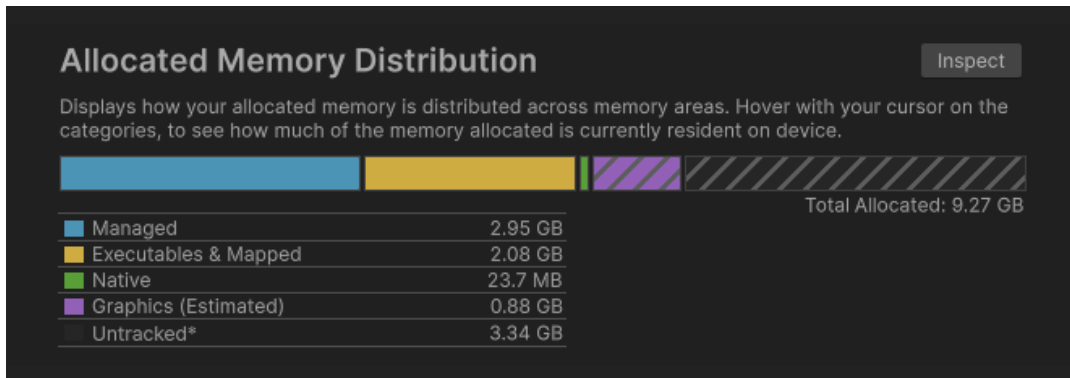 Allocated Memory Distribution
Inspect
Displays how your allocated memory is distributed across memory areas. Hover with your cursor on the
categories, to see how much of the memory allocated is currently resident on device.
Total Allocated: 9.27 GB
Managed 2.95 GB
Executables & Mapped 2.08 GB
Native 23.7 MB
Graphics (Estimated) 0.88 GB
Untracked* 3.34 GB